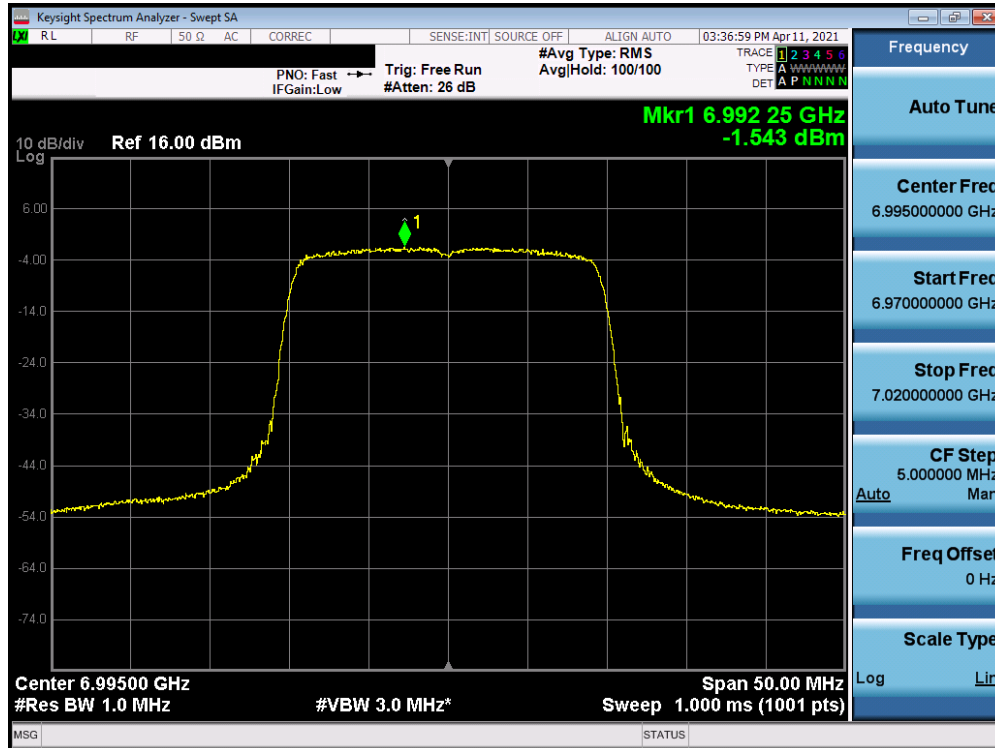 Keysight Spectrum Analyzer - Swept SA
LXI RL RF 50 Ω AC CORREC SENSE:INT SOURCE OFF ALIGN AUTO 03:36:59 PM Apr 11, 2021
PNO: Fast
IFGain:Low
Trig: Free Run
#Atten: 26 dB
#Avg Type: RMS
Avg|Hold: 100/100
TRACE 1 2 3 4 5 6
TYPE A WWWWW
DET A P N N N N
Mkr1 6.992 25 GHz
-1.543 dBm
10 dB/div Ref 16.00 dBm
Log
1
6.00
-4.00
-14.0
-24.0
-34.0
-44.0
-54.0
-64.0
-74.0
Center 6.99500 GHz Span 50.00 MHz
#Res BW 1.0 MHz #VBW 3.0 MHz* Sweep 1.000 ms (1001 pts)
MSG STATUS
Frequency
Auto Tune
Center Freq
6.995000000 GHz
Start Freq
6.970000000 GHz
Stop Freq
7.020000000 GHz
CF Step
5.000000 MHz
Auto Man
Freq Offset
0 Hz
Scale Type
Log Lin